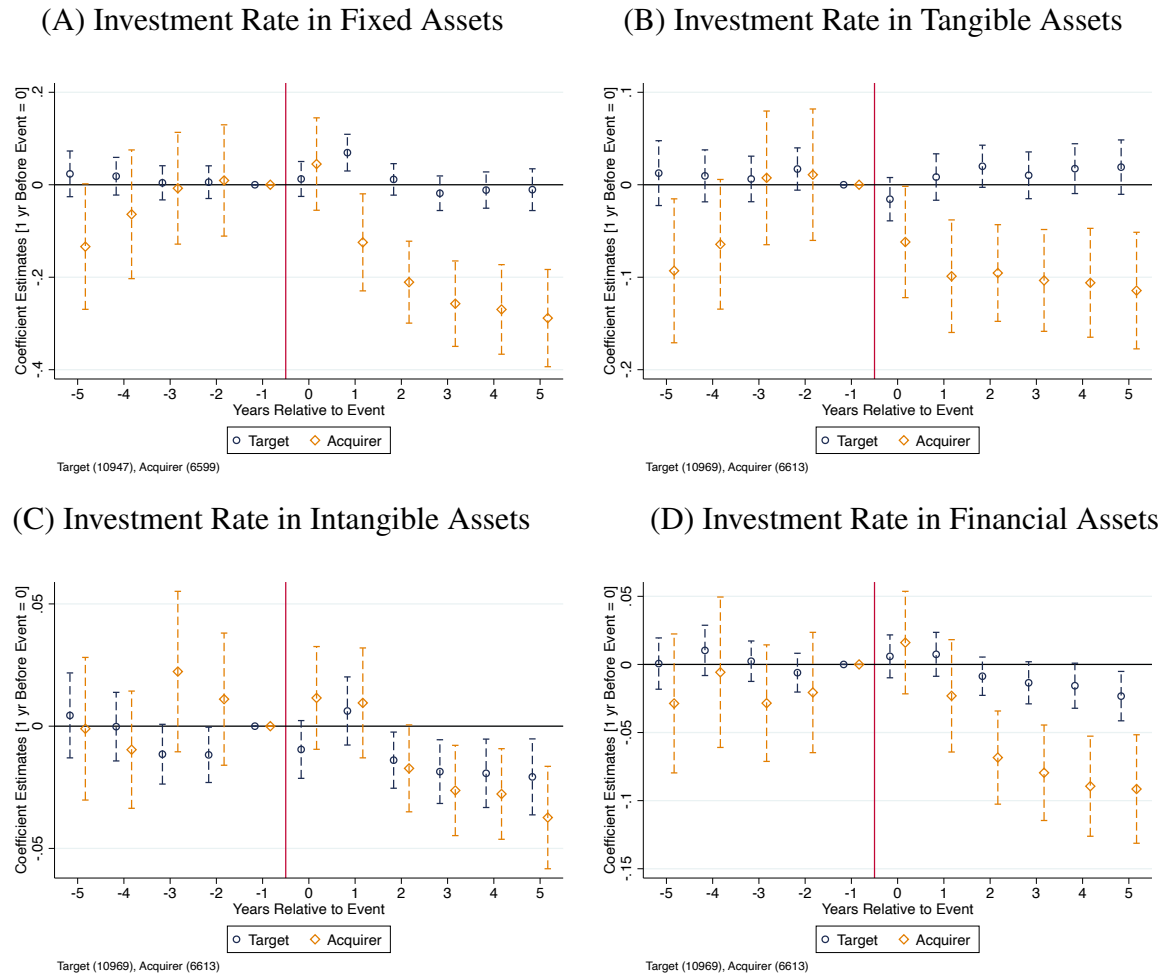 (A) Investment Rate in Fixed Assets
Coefficient Estimates [1 yr Before Event = 0]
.2
0
-.2
-.4
-5 -4 -3 -2 -1 0 1 2 3 4 5
Years Relative to Event
Target Acquirer
Target (10947), Acquirer (6599)
(B) Investment Rate in Tangible Assets
Coefficient Estimates [1 yr Before Event = 0]
.1
0
-.1
-.2
-5 -4 -3 -2 -1 0 1 2 3 4 5
Years Relative to Event
Target Acquirer
Target (10969), Acquirer (6613)
(C) Investment Rate in Intangible Assets
Coefficient Estimates [1 yr Before Event = 0]
.05
0
-.05
-5 -4 -3 -2 -1 0 1 2 3 4 5
Years Relative to Event
Target Acquirer
Target (10969), Acquirer (6613)
(D) Investment Rate in Financial Assets
Coefficient Estimates [1 yr Before Event = 0]
.05
0
-.05
-.1
-.15
-5 -4 -3 -2 -1 0 1 2 3 4 5
Years Relative to Event
Target Acquirer
Target (10969), Acquirer (6613)